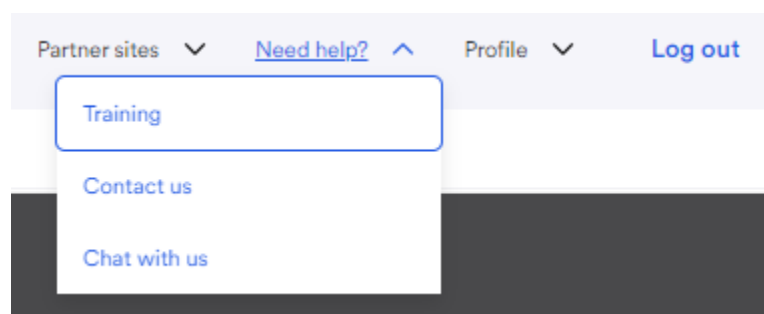 Partner sites Need help? Profile Log out
Training
Contact us
Chat with us